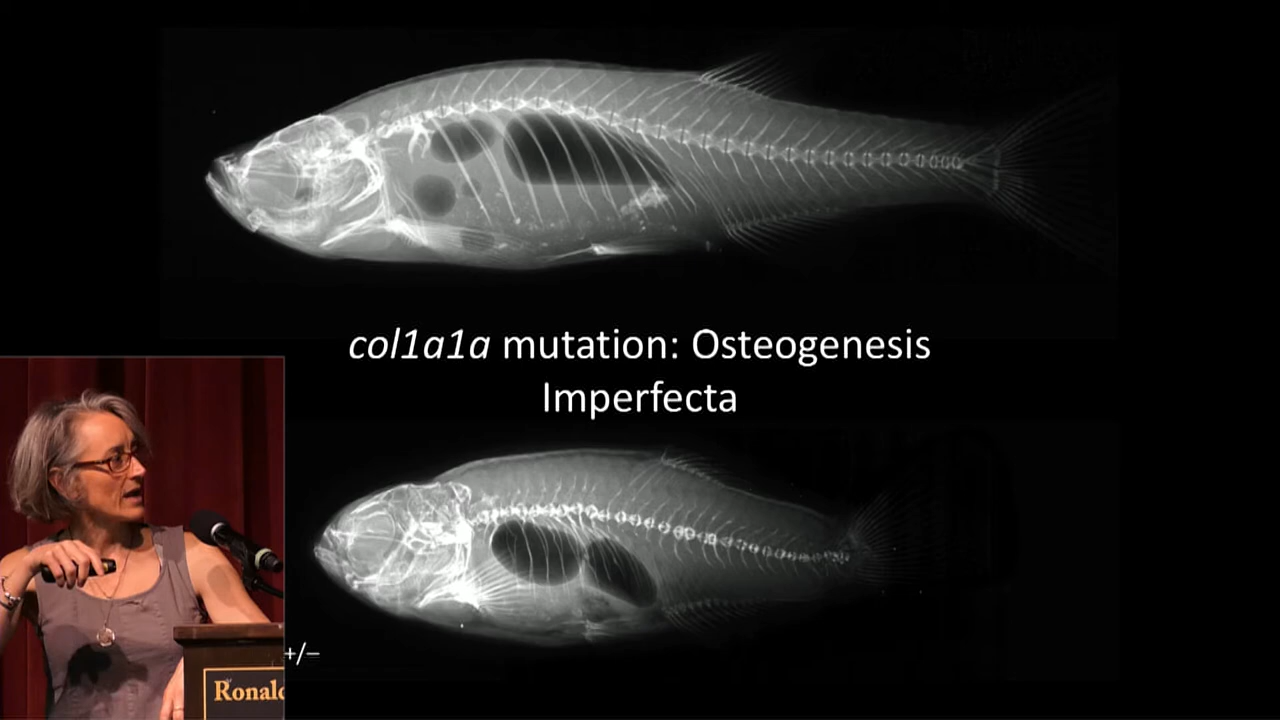 col1a1a mutation: Osteogenesis
Imperfecta
+/–
Ronald